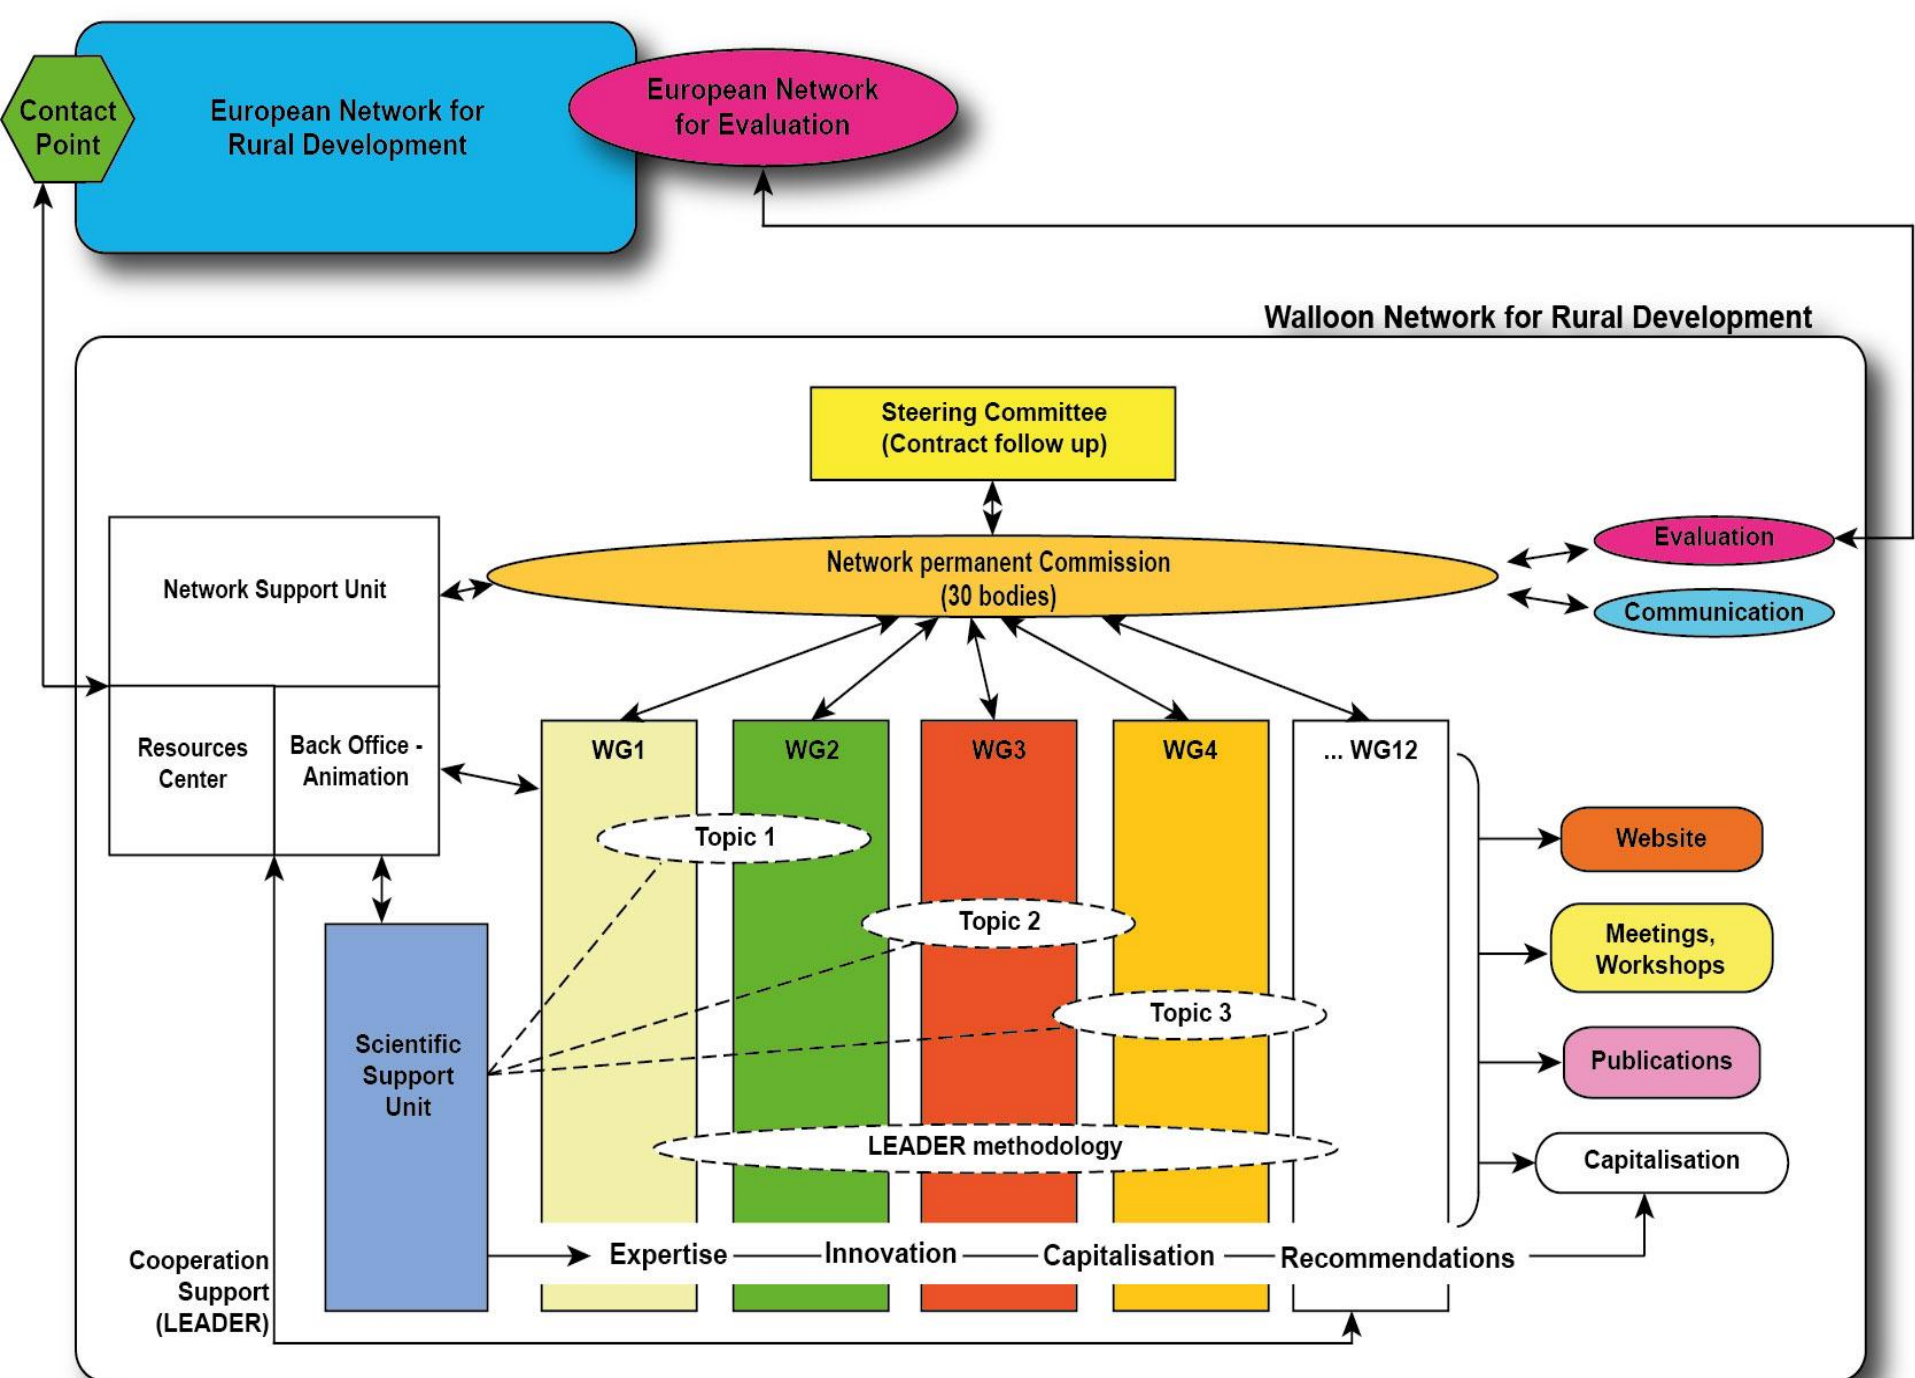 Contact
Point
European Network for
Rural Development
European Network
for Evaluation
Walloon Network for Rural Development
Steering Committee
(Contract follow up)
Network permanent Commission
(30 bodies)
Evaluation
Communication
Network Support Unit
Resources
Center
Back Office -
Animation
WG1
WG2
WG3
WG4
... WG12
Topic 1
Topic 2
Topic 3
LEADER methodology
Scientific
Support
Unit
Website
Meetings,
Workshops
Publications
Capitalisation
Expertise
Innovation
Capitalisation
Recommendations
Cooperation
Support
(LEADER)